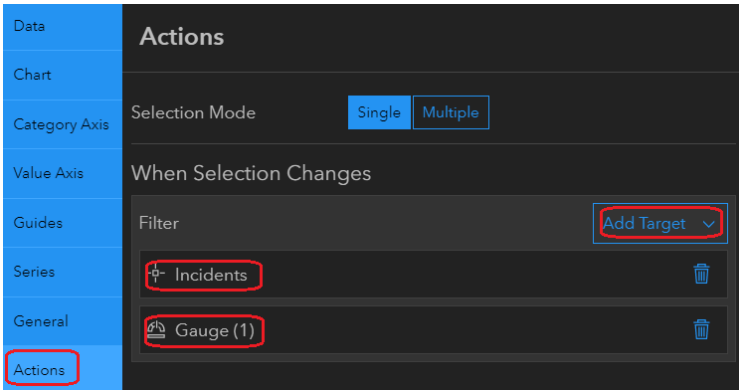 Data
Chart
Category Axis
Value Axis
Guides
Series
General
Actions
Actions
Selection Mode
Single Multiple
When Selection Changes
Filter
Add Target
Incidents
Gauge (1)